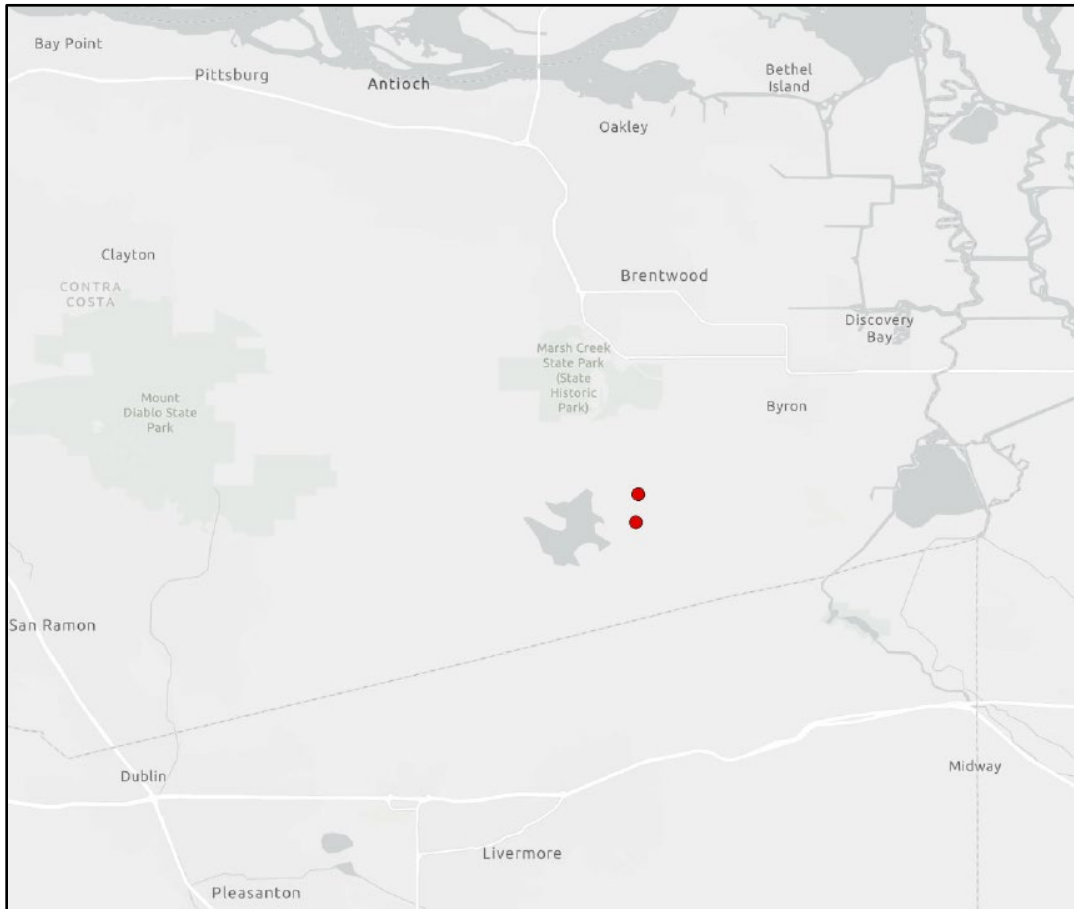 Bay Point
Pittsburg
Antioch
Bethel
Island
Oakley
Clayton
CONTRA
COSTA
Brentwood
Discovery
Bay
Marsh Creek
State Park
(State
Historic
Park)
Mount
Diablo State
Park
Byron
San Ramon
Dublin
Midway
Livermore
Pleasanton